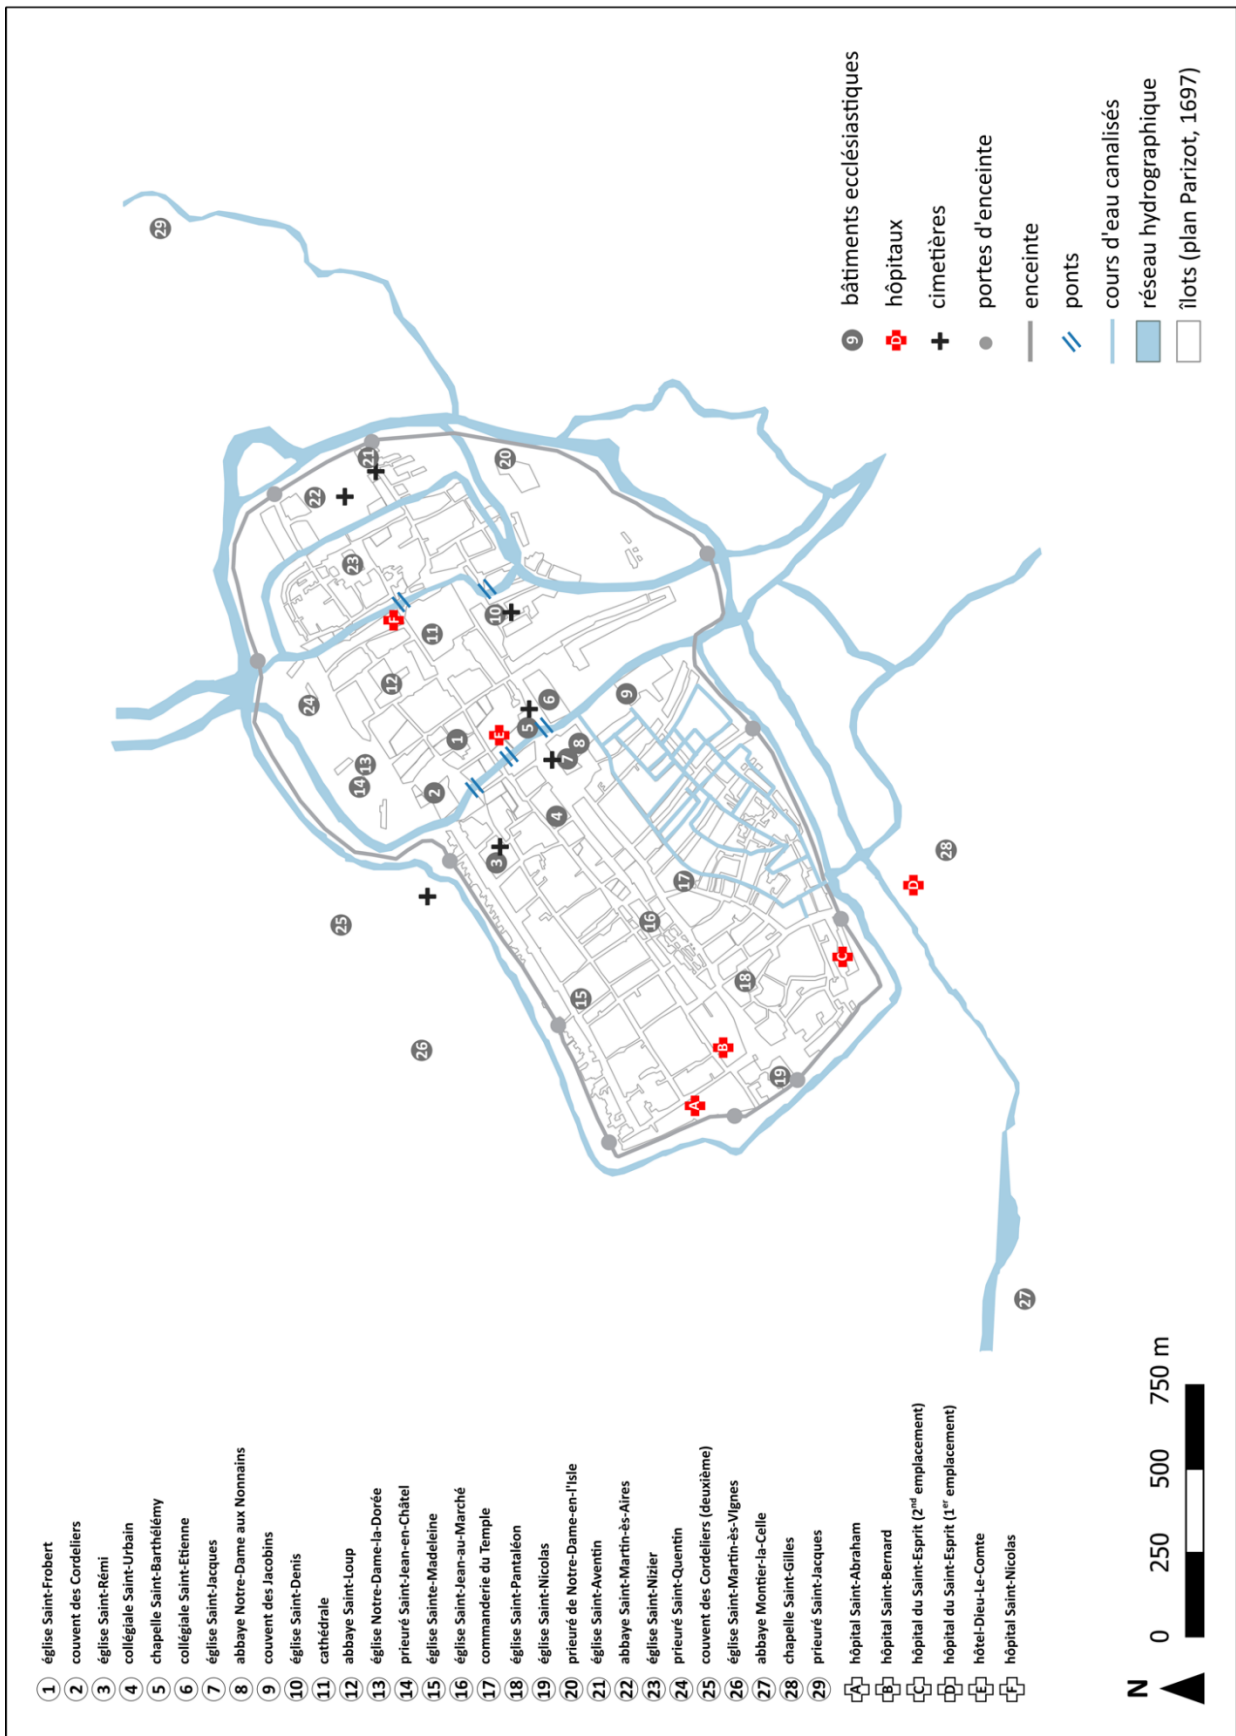 1 église Saint-Frobert
2 couvent des Cordeliers
3 église Saint-Rémi
4 collégiale Saint-Urbain
5 chapelle Saint-Barthélémy
6 collégiale Saint-Etienne
7 église Saint-Jacques
8 abbaye Notre-Dame aux Nonnains
9 couvent des Jacobins
10 église Saint-Denis
11 cathédrale
12 abbaye Saint-Loup
13 église Notre-Dame-la-Dorée
14 prieuré Saint-Jean-en-Châtel
15 église Sainte-Madeleine
16 église Saint-Jean-au-Marché
17 commanderie du Temple
18 église Saint-Pantaléon
19 église Saint-Nicolas
20 prieuré de Notre-Dame-en-l'Isle
21 église Saint-Aventin
22 abbaye Saint-Martin-ès-Aires
23 église Saint-Nizier
24 prieuré Saint-Quentin
25 couvent des Cordeliers (deuxième)
26 église Saint-Martin-ès-VIgnes
27 abbaye Montier-la-Celle
28 chapelle Saint-Gilles
29 prieuré Saint-Jacques
A hôpital Saint-Abraham
B hôpital Saint-Bernard
C hôpital du Saint-Esprit (2nd emplacement)
D hôpital du Saint-Esprit (1er emplacement)
E hôtel-Dieu-Le-Comte
F hôpital Saint-Nicolas
29
24
22
25
23
14
13
21
12
F
26
11
2
1
10
3
E
20
5
6
4
7
8
15
9
16
17
A
B
18
19
C
D
28
27
9 bâtiments ecclésiastiques
D hôpitaux
cimetières
portes d'enceinte
enceinte
ponts
cours d'eau canalisés
réseau hydrographique
îlots (plan Parizot, 1697)
N
0 250 500 750 m